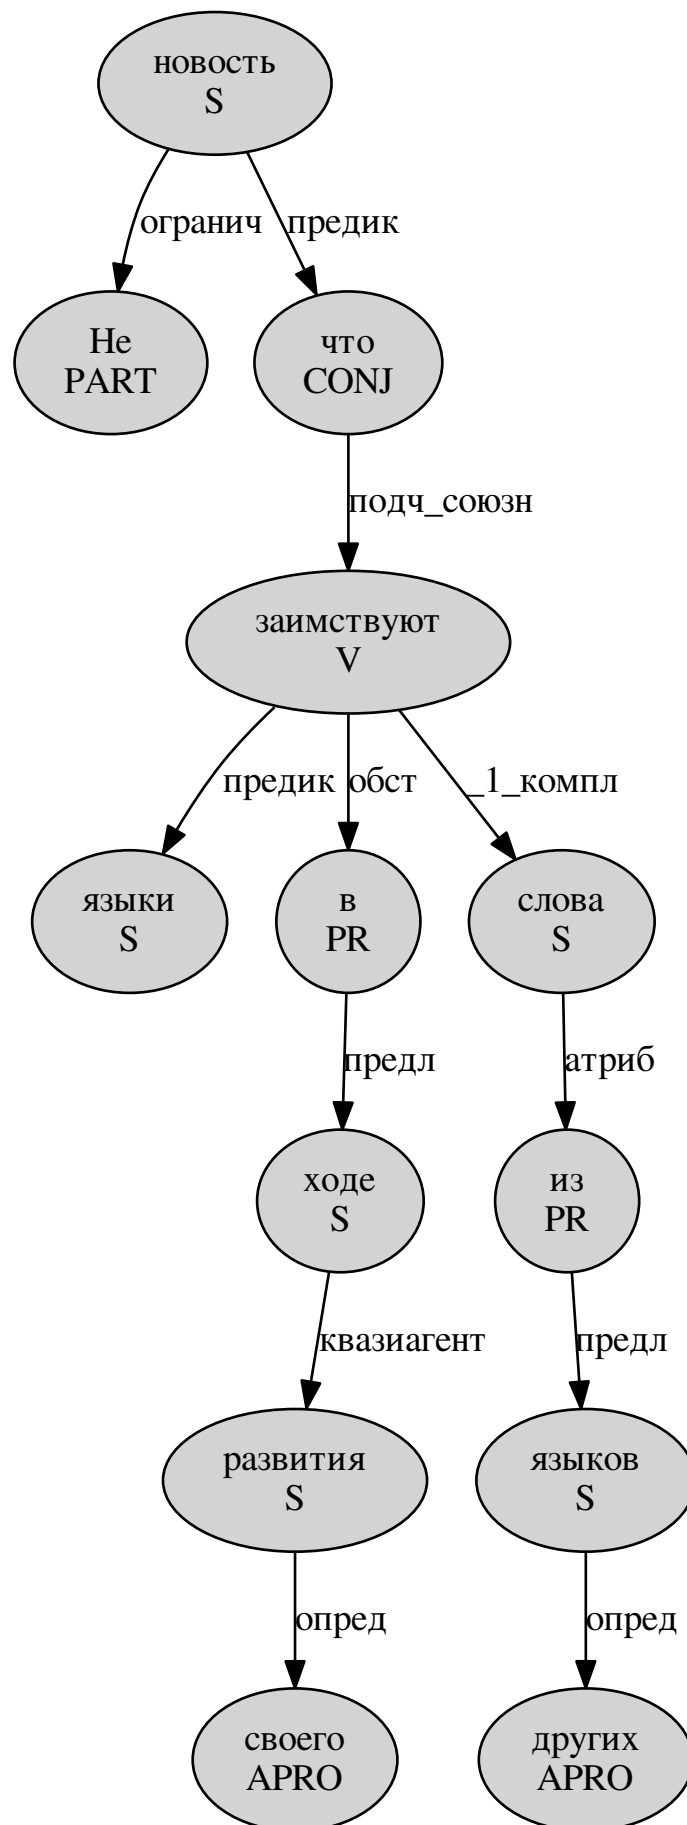 новость
S
огранич
предик
Не
PART
что
CONJ
подч_союзн
заимствуют
V
предик
обст
_1_компл
языки
S
в
PR
слова
S
предл
атриб
ходе
S
из
PR
квазиагент
предл
развития
S
языков
S
опред
опред
своего
APRO
других
APRO